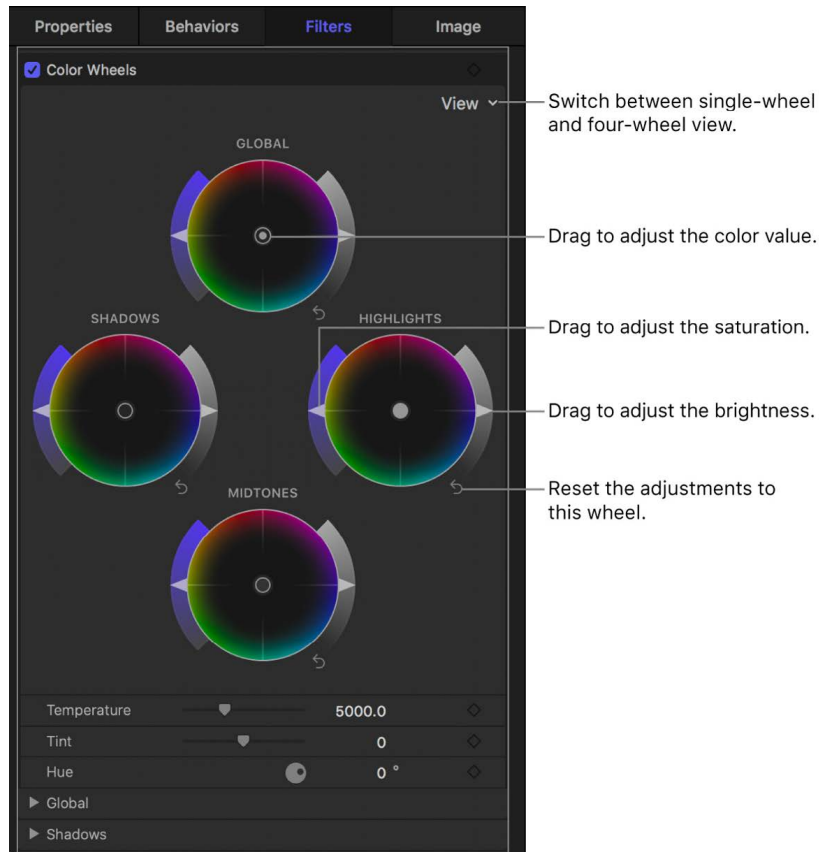 Properties Behaviors Filters Image
Color Wheels
View
Switch between single-wheel
and four-wheel view.
GLOBAL
Drag to adjust the color value.
SHADOWS HIGHLIGHTS
Drag to adjust the saturation.
Drag to adjust the brightness.
MIDTONES
Reset the adjustments to
this wheel.
Temperature 5000.0
Tint 0
Hue 0 °
Global
Shadows